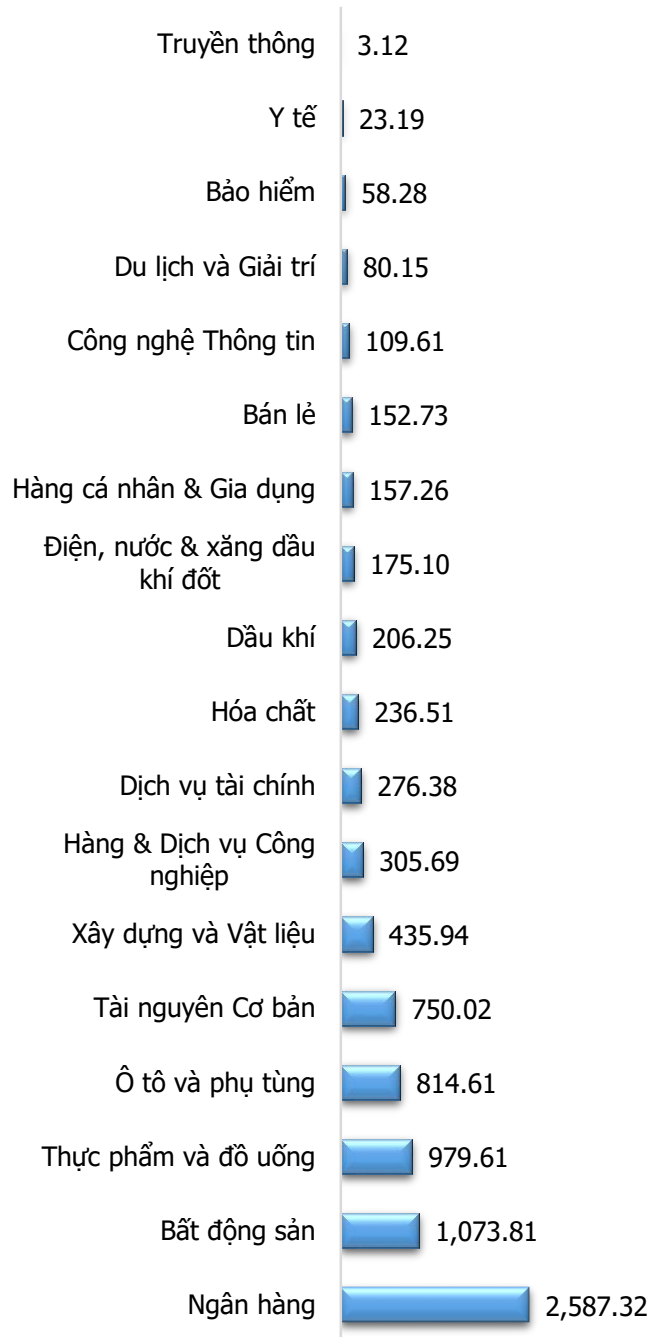 Truyền thông 3.12
Y tế 23.19
Bảo hiểm 58.28
Du lịch và Giải trí 80.15
Công nghệ Thông tin 109.61
Bán lẻ 152.73
Hàng cá nhân & Gia dụng 157.26
Điện, nước & xăng dầu
khí đốt 175.10
Dầu khí 206.25
Hóa chất 236.51
Dịch vụ tài chính 276.38
Hàng & Dịch vụ Công
nghiệp 305.69
Xây dựng và Vật liệu 435.94
Tài nguyên Cơ bản 750.02
Ô tô và phụ tùng 814.61
Thực phẩm và đồ uống 979.61
Bất động sản 1,073.81
Ngân hàng 2,587.32